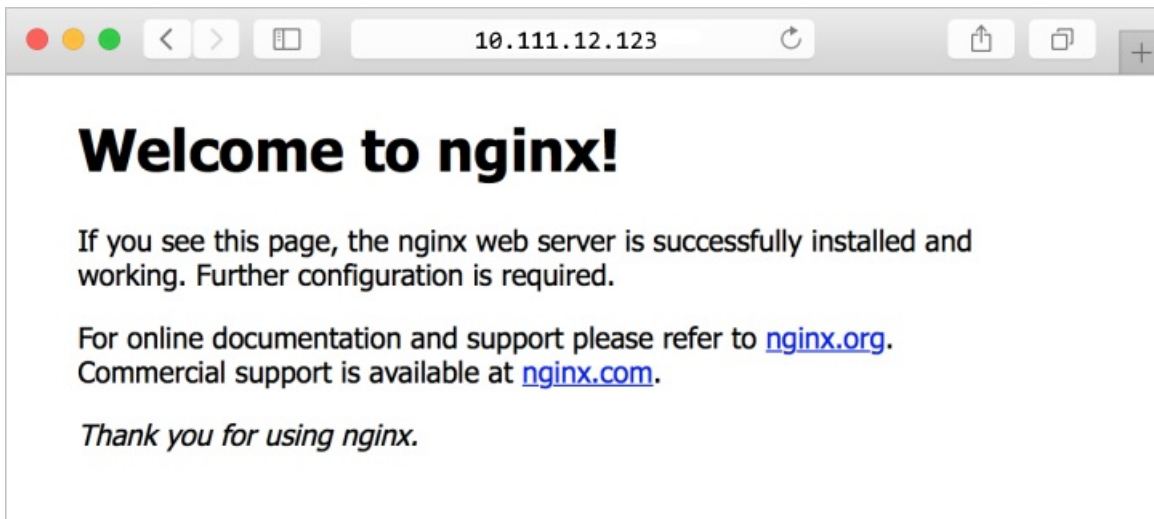 10.111.12.123
Welcome to nginx!
If you see this page, the nginx web server is successfully installed and
working. Further configuration is required.
For online documentation and support please refer to nginx.org.
Commercial support is available at nginx.com.
Thank you for using nginx.